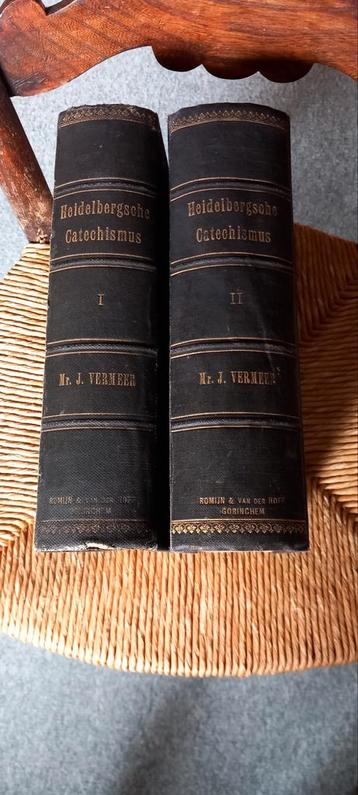 Heidelbergsche
Catechismus
I
Mr. J. VERMEER
ROMIJN & VAN DER HOFF
GORINCHEM
Heidelbergsche
Catechismus
II
Mr. J. VERMEER
ROMIJN & VAN DER HOFF
GORINCHEM